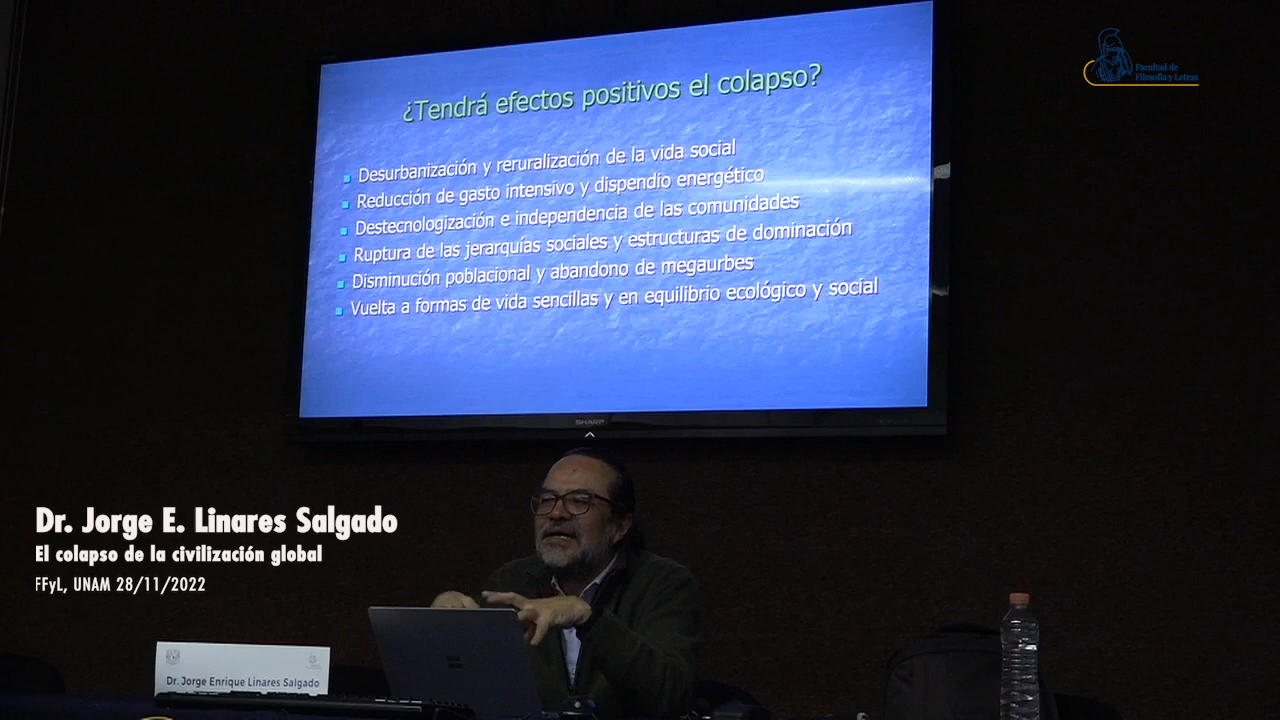 ¿Tendrá efectos positivos el colapso?
Desurbanización y reruralización de la vida social
Reducción de gasto intensivo y dispendio energético
Destecnologización e independencia de las comunidades
Ruptura de las jerarquías sociales y estructuras de dominación
Disminución poblacional y abandono de megaurbes
Vuelta a formas de vida sencillas y en equilibrio ecológico y social
SHARP
Facultad de
Filosofía y Letras
Dr. Jorge E. Linares Salgado
El colapso de la civilización global
FFyL, UNAM 28/11/2022
Dr. Jorge Enrique Linares Salgado